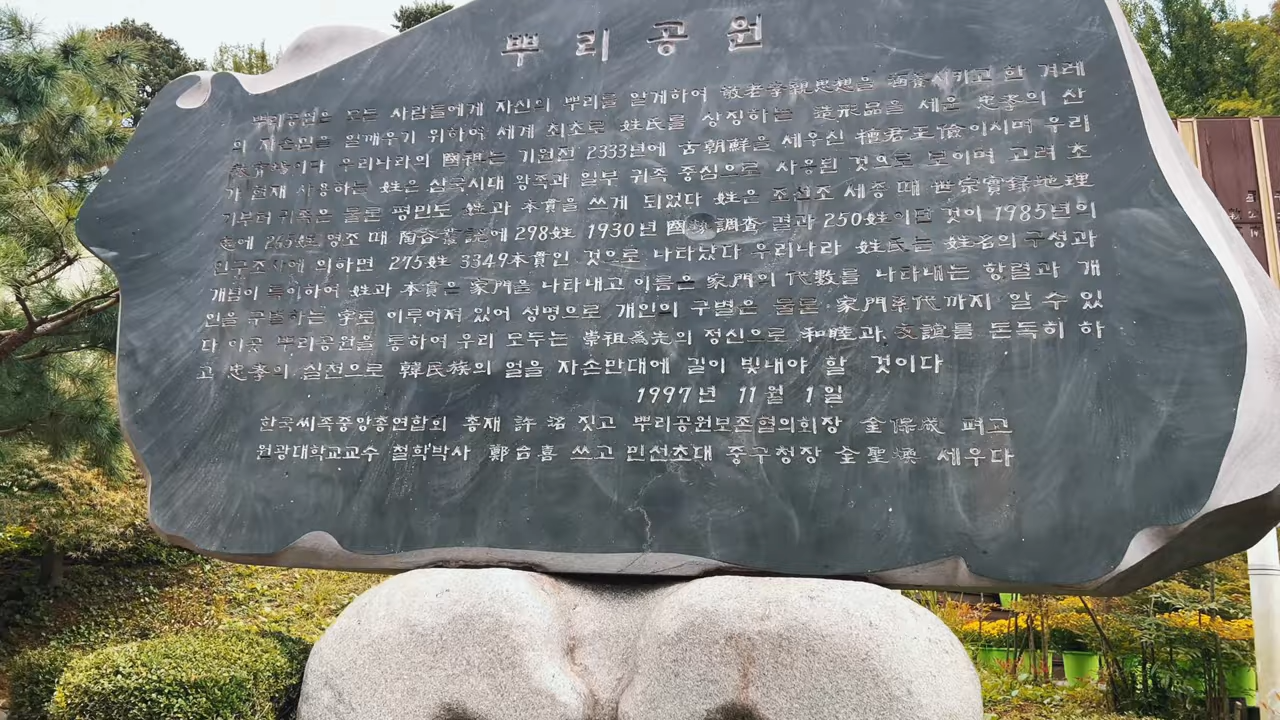 뿌리공원
뿌리공원은 모든 사람들에게 자신의 뿌리를 알게하여 敬老孝親思想을 涵養시키고 한 겨레
의 자손임을 일깨우기 위하여 세계 최초로 姓氏를 상징하는 造形品을 세운 忠孝의 산
이다 우리나라의 國祖는 기원전 2333년에 古朝鮮을 세우신 檀君王儉이시며 우리
가 현재 사용하는 姓은 삼국시대 왕족과 일부 귀족 중심으로 사용된 것으로 보이며 고려 초
기부터 귀족은 물론 평민도 姓과 本貫을 쓰게 되었다 姓은 조선조 세종 때 世宗實錄地理
志에 265姓 영조 때 陶谷叢說에 298姓 1930년 國勢調査 결과 250姓이던 것이 1985년의
인구조사에 의하면 275姓 3349本貫인 것으로 나타났다 우리나라 姓氏는 姓名의 구성과
개념이 특이하여 姓과 本貫은 家門을 나타내고 이름은 家門의 代數를 나타내는 항렬과 개
인을 구별하는 字로 이루어져 있어 성명으로 개인의 구별은 물론 家門 代까지 알 수 있
다 이곳 뿌리공원을 통하여 우리 모두는 崇祖爲先의 정신으로 和睦과 友誼를 돈독히 하
고 忠孝의 실천으로 韓民族의 얼을 자손만대에 길이 빛내야 할 것이다
1997년 11월 1일
한국씨족중앙총연합회 총재 許 짓고 뿌리공원보존협의회장 金保成 펴고
원광대학교교수 철학박사 鄭台喜 쓰고 민선초대 중구청장 全聖煥 세우다